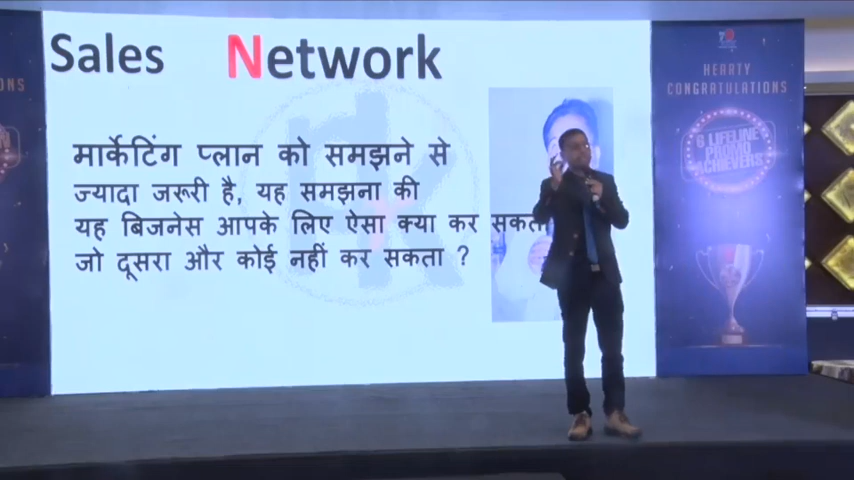 Sales Network
मार्केटिंग प्लान को समझने से
ज्यादा जरूरी है, यह समझना की
यह बिजनेस आपके लिए ऐसा क्या कर सकता
जो दूसरा और कोई नहीं कर सकता ?
HEARTY
CONGRATULATIONS
6 LIFELINE
PROMO
ACHIEVERS